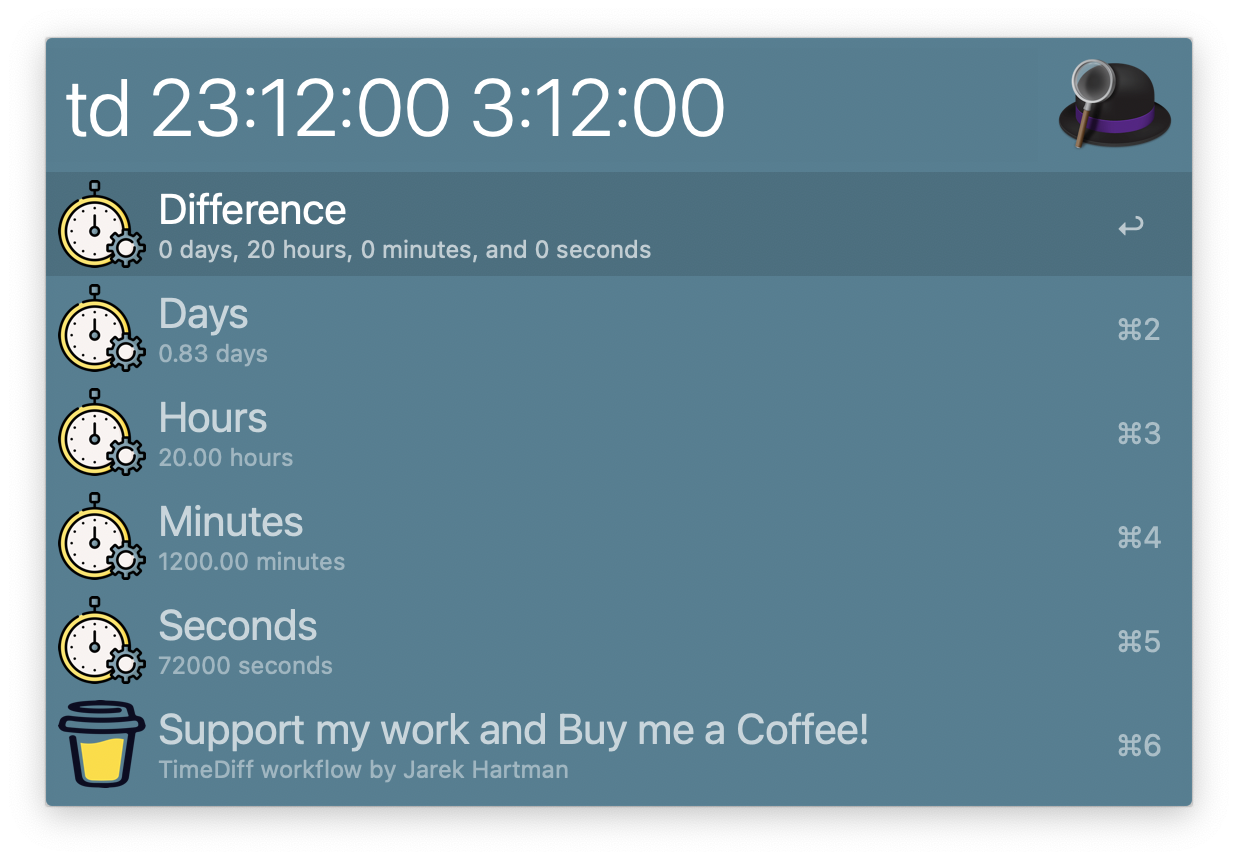 td 23:12:00 3:12:00
Difference
0 days, 20 hours, 0 minutes, and 0 seconds
↩
Days
0.83 days
⌘2
Hours
20.00 hours
⌘3
Minutes
1200.00 minutes
⌘4
Seconds
72000 seconds
⌘5
Support my work and Buy me a Coffee!
TimeDiff workflow by Jarek Hartman
⌘6